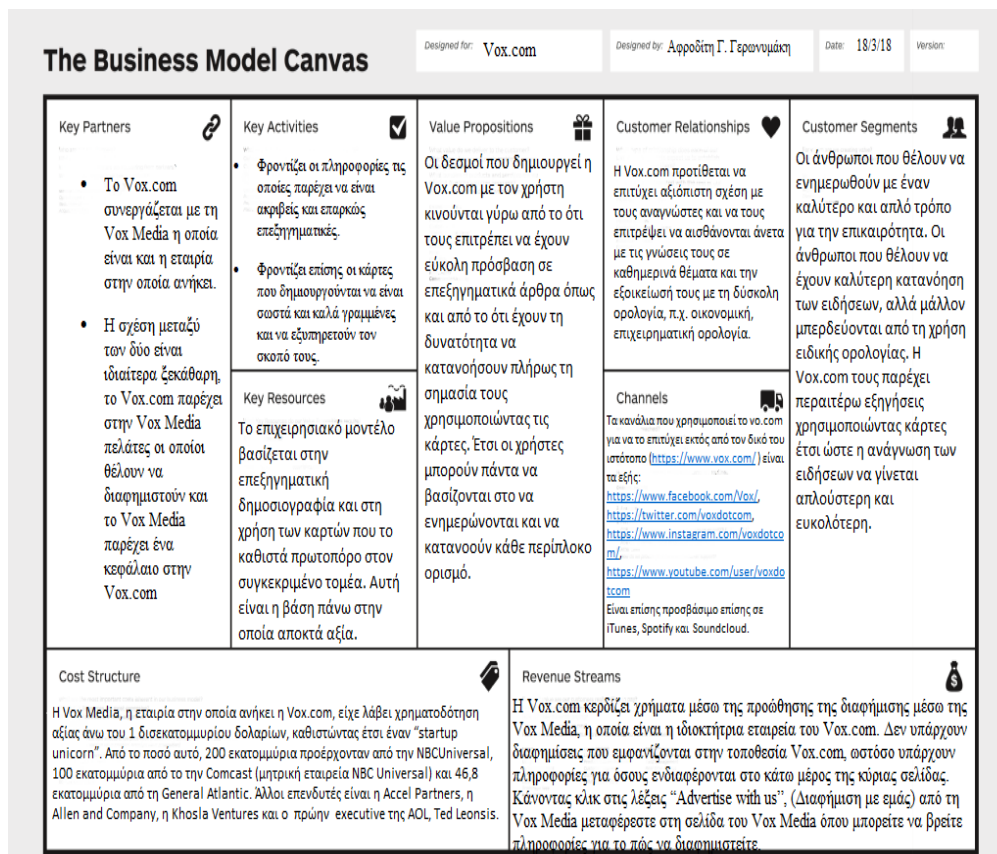 The Business Model Canvas
Designed for: Vox.com
Designed by: Αφροδίτη Γ. Γερωνυμάκη
Date: 18/3/18
Version:
Key Partners
• Το Vox.com
συνεργάζεται με τη
Vox Media η οποία
είναι και η εταιρία
στην οποία ανήκει.
• Η σχέση μεταξύ
των δύο είναι
ιδιαίτερα ξεκάθαρη,
το Vox.com παρέχει
στην Vox Media
πελάτες οι οποίοι
θέλουν να
διαφημιστούν και
το Vox Media
παρέχει ένα
κεφάλαιο στην
Vox.com
Key Activities
• Φροντίζει οι πληροφορίες τις
οποίες παρέχει να είναι
ακριβείς και επαρκώς
επεξηγηματικές.
• Φροντίζει επίσης οι κάρτες
που δημιουργούνται να είναι
σωστά και καλά γραμμένες
και να εξυπηρετούν τον
σκοπό τους.
Key Resources
Το επιχειρησιακό μοντέλο
βασίζεται στην
επεξηγηματική
δημοσιογραφία και στη
χρήση των καρτών που το
καθιστά πρωτοπόρο στον
συγκεκριμένο τομέα. Αυτή
είναι η βάση πάνω στην
οποία αποκτά αξία.
Value Propositions
Οι δεσμοί που δημιουργεί η
Vox.com με τον χρήστη
κινούνται γύρω από το ότι
τους επιτρέπει να έχουν
εύκολη πρόσβαση σε
επεξηγηματικά άρθρα όπως
και από το ότι έχουν τη
δυνατότητα να
κατανοήσουν πλήρως τη
σημασία τους
χρησιμοποιώντας τις
κάρτες. Έτσι οι χρήστες
μπορούν πάντα να
βασίζονται στο να
ενημερώνονται και να
κατανοούν κάθε περίπλοκο
ορισμό.
Customer Relationships
Η Vox.com προτίθεται να
επιτύχει αξιόπιστη σχέση με
τους αναγνώστες και να τους
επιτρέψει να αισθάνονται άνετα
με τις γνώσεις τους σε
καθημερινά θέματα και την
εξοικείωσή τους με τη δύσκολη
ορολογία, π.χ. οικονομική,
επιχειρηματική ορολογία.
Channels
Τα κανάλια που χρησιμοποιεί το vo.com
για να το επιτύχει εκτός από τον δικό του
ιστότοπο (https://www.vox.com/ ) είναι
τα εξής:
https://www.facebook.com/Vox/,
https://twitter.com/voxdotcom,
https://www.instagram.com/voxdotco
m/,
https://www.youtube.com/user/voxdo
tcom
Είναι επίσης προσβάσιμο επίσης σε
iTunes, Spotify και Soundcloud.
Customer Segments
Οι άνθρωποι που θέλουν να
ενημερωθούν με έναν
καλύτερο και απλό τρόπο
για την επικαιρότητα. Οι
άνθρωποι που θέλουν να
έχουν καλύτερη κατανόηση
των ειδήσεων, αλλά μάλλον
μπερδεύονται από τη χρήση
ειδικής ορολογίας. Η
Vox.com τους παρέχει
περαιτέρω εξηγήσεις
χρησιμοποιώντας κάρτες
έτσι ώστε η ανάγνωση των
ειδήσεων να γίνεται
απλούστερη και
ευκολότερη.
Cost Structure
Η Vox Media, η εταιρία στην οποία ανήκει η Vox.com, είχε λάβει χρηματοδότηση
αξίας άνω του 1 δισεκατομμυρίου δολαρίων, καθιστώντας έτσι έναν “startup
unicorn”. Από το ποσό αυτό, 200 εκατομμύρια προέρχονταν από την NBCUniversal,
100 εκατομμύρια από το την Comcast (μητρική εταιρεία NBC Universal) και 46,8
εκατομμύρια από τη General Atlantic. Άλλοι επενδυτές είναι η Accel Partners, η
Allen and Company, η Khosla Ventures και ο πρώην executive της AOL, Ted Leonsis.
Revenue Streams
Η Vox.com κερδίζει χρήματα μέσω της προώθησης της διαφήμισης μέσω της
Vox Media, η οποία είναι η ιδιοκτήτρια εταιρεία του Vox.com. Δεν υπάρχουν
διαφημίσεις που εμφανίζονται στην τοποθεσία Vox.com, ωστόσο υπάρχουν
πληροφορίες για όσους ενδιαφέρονται στο κάτω μέρος της κύριας σελίδας.
Κάνοντας κλικ στις λέξεις “Advertise with us”, (Διαφήμιση με εμάς) από τη
Vox Media μεταφέρεστε στη σελίδα του Vox Media όπου μπορείτε να βρείτε
πληροφορίες για το πώς να διαφημιστείτε.